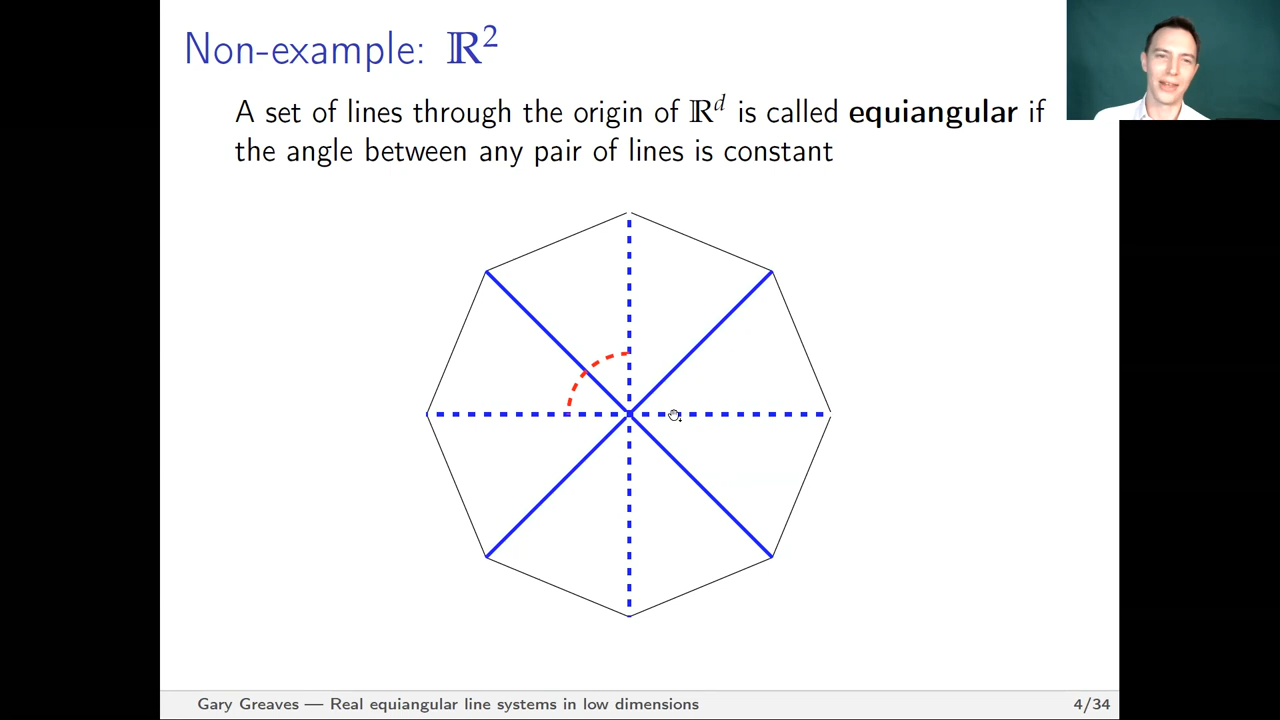 Non-example: ℝ²
A set of lines through the origin of ℝᵈ is called equiangular if
the angle between any pair of lines is constant
Gary Greaves — Real equiangular line systems in low dimensions 4/34